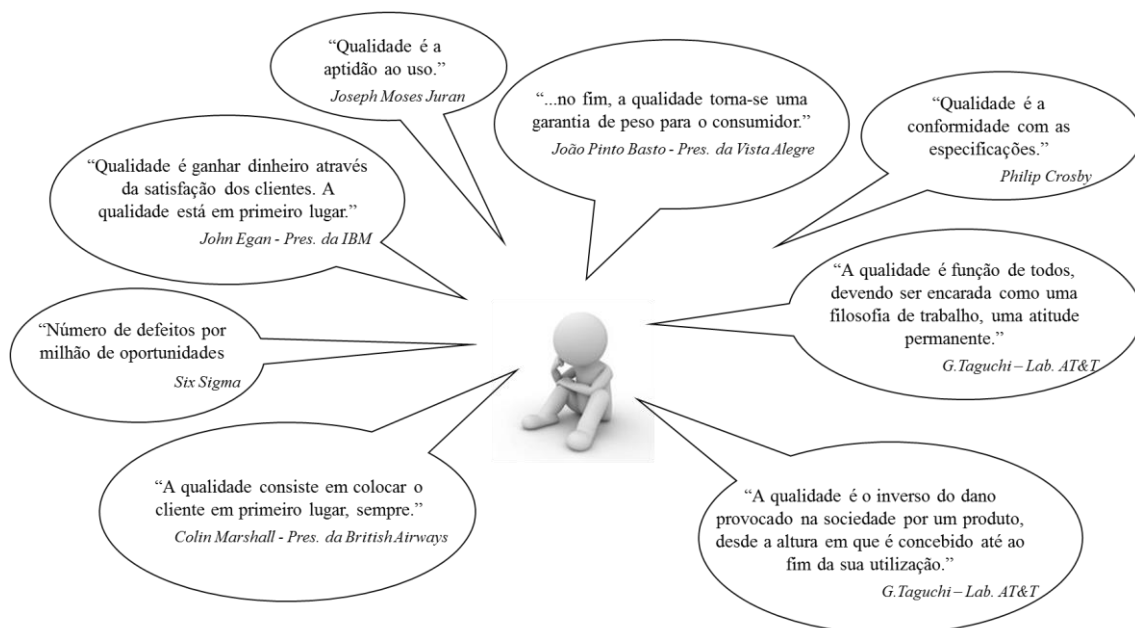 “Qualidade é a
aptidão ao uso.”
Joseph Moses Juran
“...no fim, a qualidade torna-se uma
garantia de peso para o consumidor.”
João Pinto Basto - Pres. da Vista Alegre
“Qualidade é a
conformidade com as
especificações.”
Philip Crosby
“Qualidade é ganhar dinheiro através
da satisfação dos clientes. A
qualidade está em primeiro lugar.”
John Egan - Pres. da IBM
“A qualidade é função de todos,
devendo ser encarada como uma
filosofia de trabalho, uma atitude
permanente.”
G.Taguchi – Lab. AT&T
“Número de defeitos por
milhão de oportunidades
Six Sigma
“A qualidade consiste em colocar o
cliente em primeiro lugar, sempre.”
Colin Marshall - Pres. da British Airways
“A qualidade é o inverso do dano
provocado na sociedade por um produto,
desde a altura em que é concebido até ao
fim da sua utilização.”
G.Taguchi – Lab. AT&T